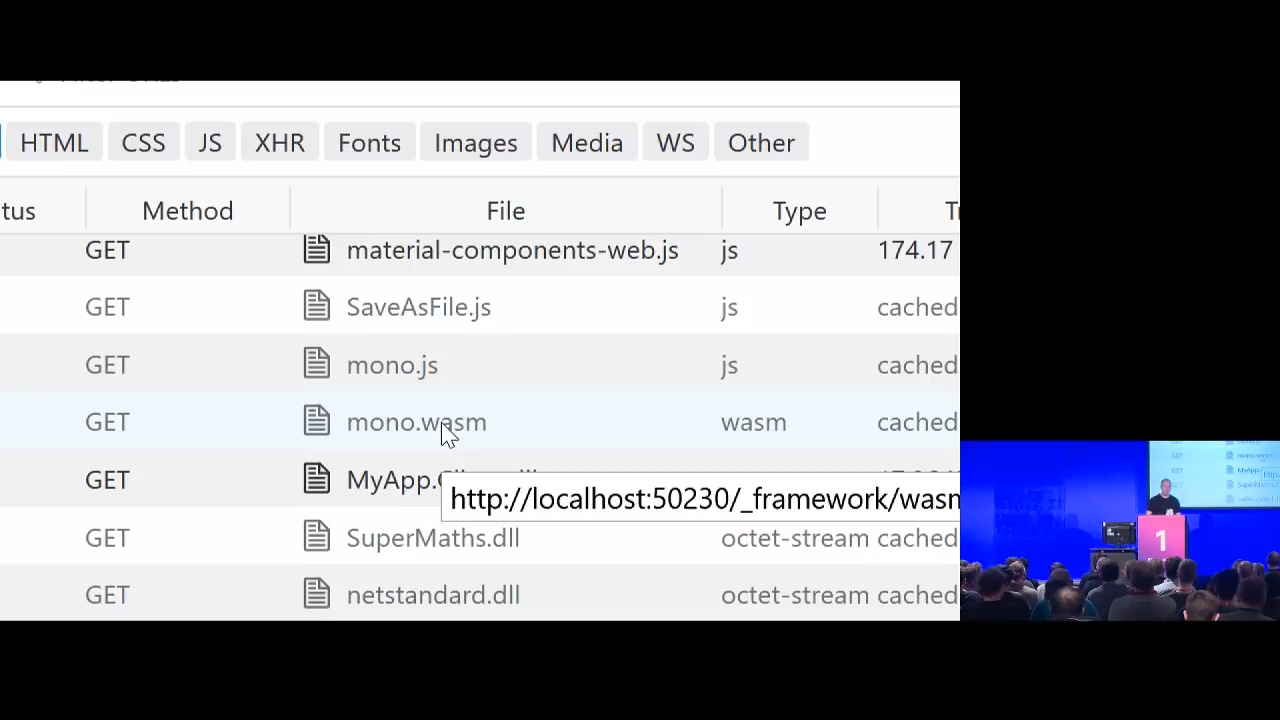 HTML CSS JS XHR Fonts Images Media WS Other
tus Method File Type
GET material-components-web.js js 174.17
GET SaveAsFile.js js cached
GET mono.js js cached
GET mono.wasm wasm cached
GET MyApp.
http://localhost:50230/_framework/wasm
GET SuperMaths.dll octet-stream cached
GET netstandard.dll octet-stream cached
1